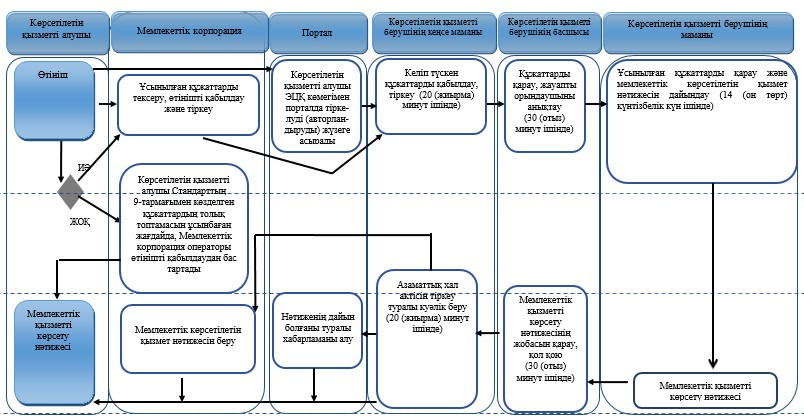 Көрсетілетін
қызметті алушы
Мемлекеттік корпорация
Портал
Көрсетілетін қызметті
берушінің кеңсе маманы
Көрсетілетін қызметті
берушінің басшысы
Көрсетілетін қызметті берушінің
маманы
Өтініш
Ұсынылған құжаттарды
тексеру, өтінішті қабылдау
және тіркеу
Көрсетілетін
қызметті алушы
ЭЦҚ көмегімен
порталда тірке-
луді (авторлан-
дыруды) жүзеге
асырады
Келіп түскен
құжаттарды қабылдау,
тіркеу (20 (жиырма) минут
ішінде)
Құжаттарды
қарау, жауапты
орындаушыны
анықтау
(30 (отыз)
минут ішінде)
Ұсынылған құжаттарды қарау және
мемлекеттік көрсетілетін қызмет
нәтижесін дайындау (14 (он төрт)
күнтізбелік күн ішінде)
ИӘ
ЖОҚ
Көрсетілетін қызметті
алушы Стандарттың
9-тармағымен көзделген
құжаттардың толық
топтамасын ұсынбаған
жағдайда, Мемлекеттік
корпорация операторы
өтінішті қабылдаудан бас
тартады
Мемлекеттік
қызметті
көрсету
нәтижесі
Мемлекеттік көрсетілетін
қызмет нәтижесін беру
Нәтиженің дайын
болғаны туралы
хабарламаны алу
Азаматтық хал
актісін тіркеу
туралы куәлік беру
(20 (жиырма) минут
ішінде)
Мемлекеттік
қызметті
көрсету
нәтижесінің
жобасын қарау,
қол қою
(30 (отыз)
минут ішінде)
Мемлекеттік қызметті
көрсету нәтижесі